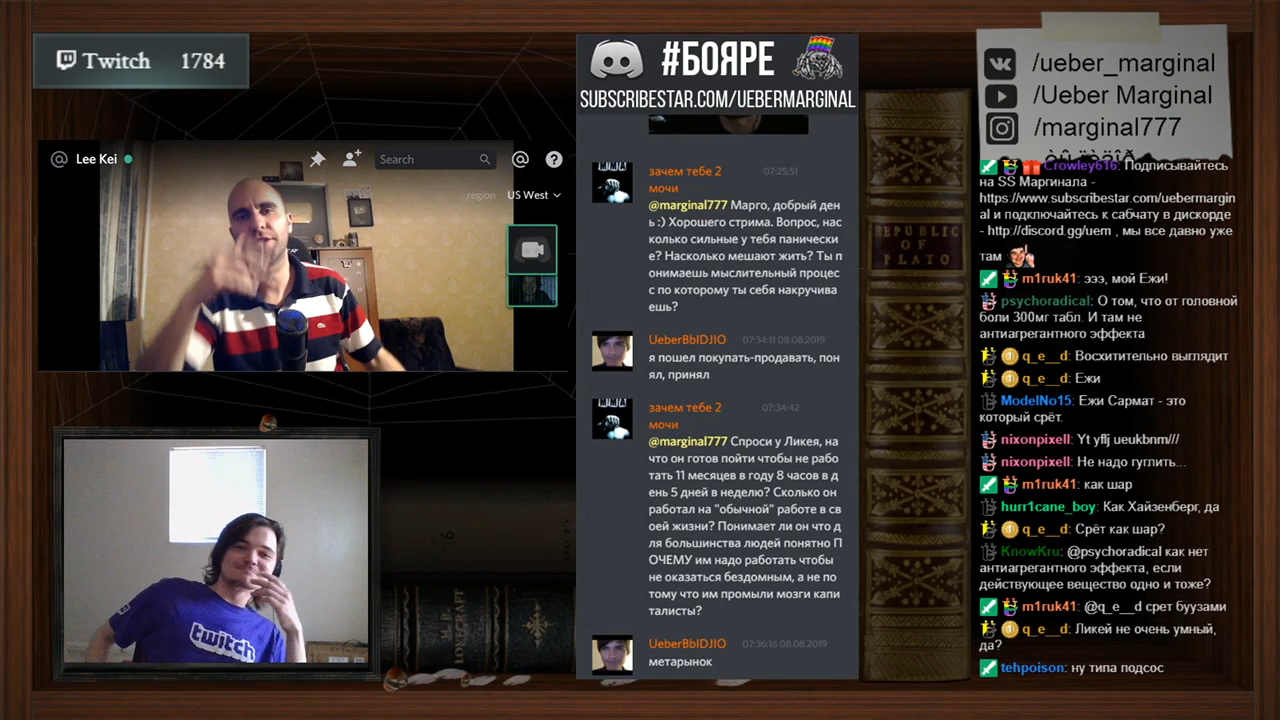 Twitch 1784
@ Lee Kei
Search
region US West
twitch
H.P. LOVECRAFT
#БОЯРЕ
SUBSCRIBESTAR.COM/UEBERMARGINAL
зачем тебе 2 07:25:51
мочи
@marginal777 Марго, добрый ден
ь :) Хорошего стрима. Вопрос, нас
колько сильные у тебя панически
е? Насколько мешают жить? Ты п
онимаешь мыслительный процес
с по которому ты себя накручива
ешь?
UeberBbIDJIO 07:34:11 08.08.2019
я пошел покупать-продавать, пон
ял, принял
зачем тебе 2 07:34:42
мочи
@marginal777 Спроси у Ликея, на
что он готов пойти чтобы не рабо
тать 11 месяцев в году 8 часов в д
ень 5 дней в неделю? Сколько он
работал на "обычной" работе в св
оей жизни? Понимает ли он что д
ля большинства людей понятно П
ОЧЕМУ им надо работать чтобы
не оказаться бездомным, а не по
тому что им промыли мозги капи
талисты?
UeberBbIDJIO 07:36:16 08.08.2019
метарынок
REPUBLIC
OF
PLATO
/ueber_marginal
/Ueber Marginal
/marginal777
Crowley616: Подписывайтесь
на SS Маргинала -
https://www.subscribestar.com/uebermargin
al и подключайтесь к сабчату в дискорде
- http://discord.gg/uem , мы все давно уже
там
m1ruk41: эээ, мой Ежи!
psychoradical: О том, что от головной
боли 300мг табл. И там не
антиагрегантного эффекта
q_e__d: Восхитительно выглядит
q_e__d: Ежи
ModelNo15: Ежи Сармат - это
который срёт.
nixonpixell: Yt yflj ueukbnm///
nixonpixell: Не надо гуглить...
m1ruk41: как шар
hurr1cane_boy: Как Хайзенберг, да
q_e__d: Срёт как шар?
KnowKru: @psychoradical как нет
антиагрегантного эффекта, если
действующее вещество одно и тоже?
m1ruk41: @q_e__d срет буузами
q_e__d: Ликей не очень умный,
да?
tehpoison: ну типа подсос